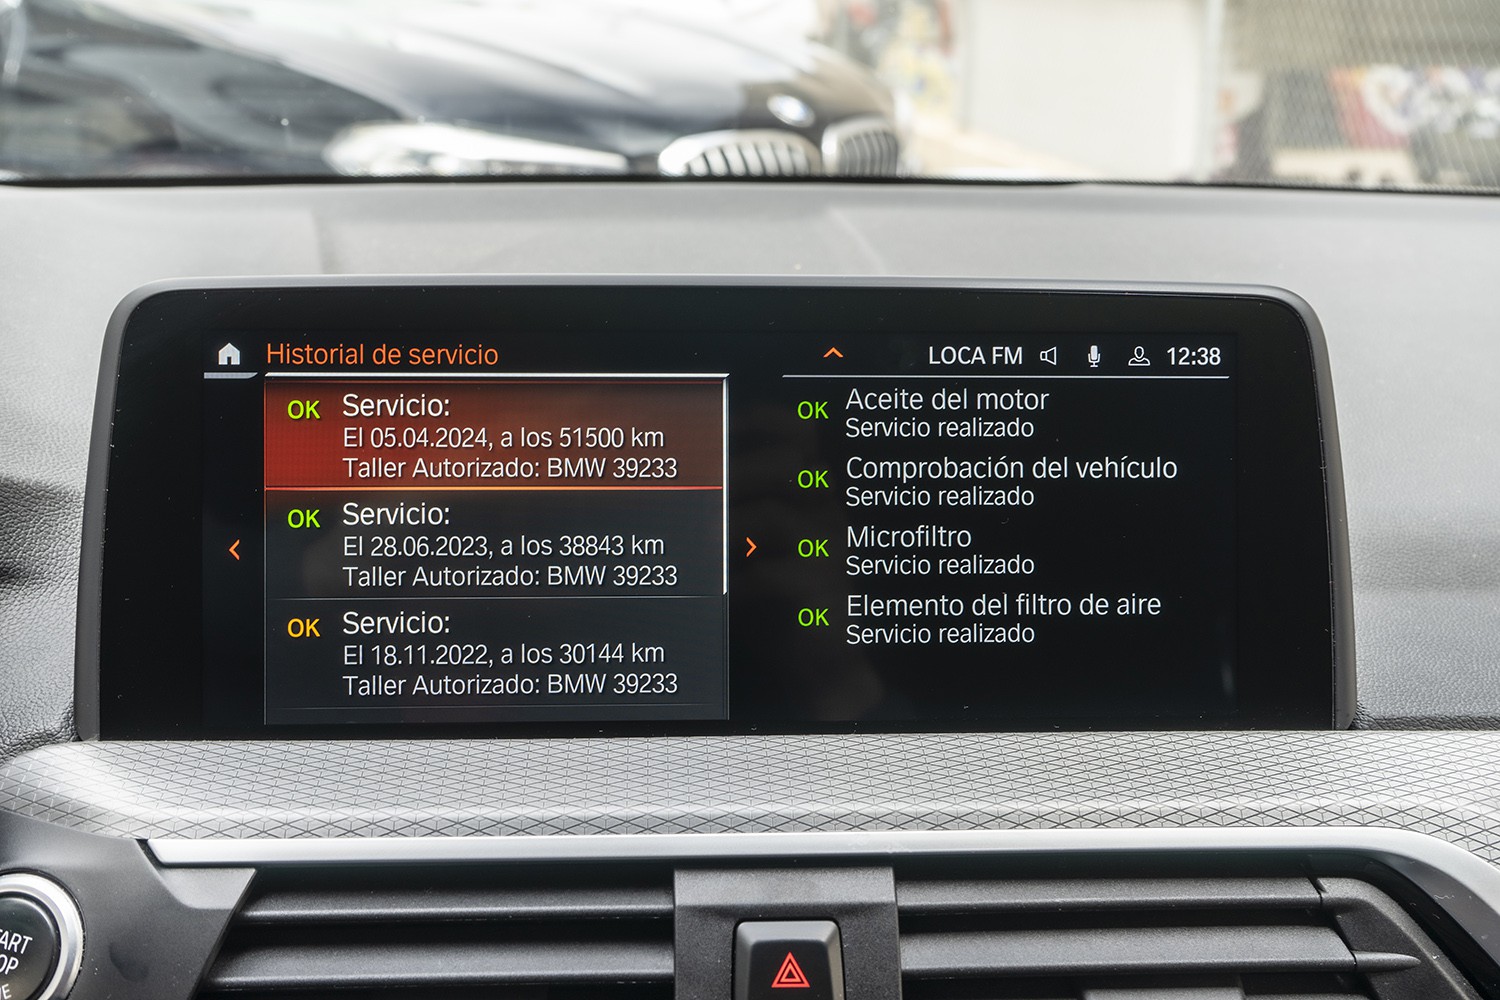 Historial de servicio
LOCA FM
12:38
OK Servicio:
El 05.04.2024, a los 51500 km
Taller Autorizado: BMW 39233
OK Servicio:
El 28.06.2023, a los 38843 km
Taller Autorizado: BMW 39233
OK Servicio:
El 18.11.2022, a los 30144 km
Taller Autorizado: BMW 39233
OK Aceite del motor
Servicio realizado
OK Comprobación del vehículo
Servicio realizado
OK Microfiltro
Servicio realizado
OK Elemento del filtro de aire
Servicio realizado